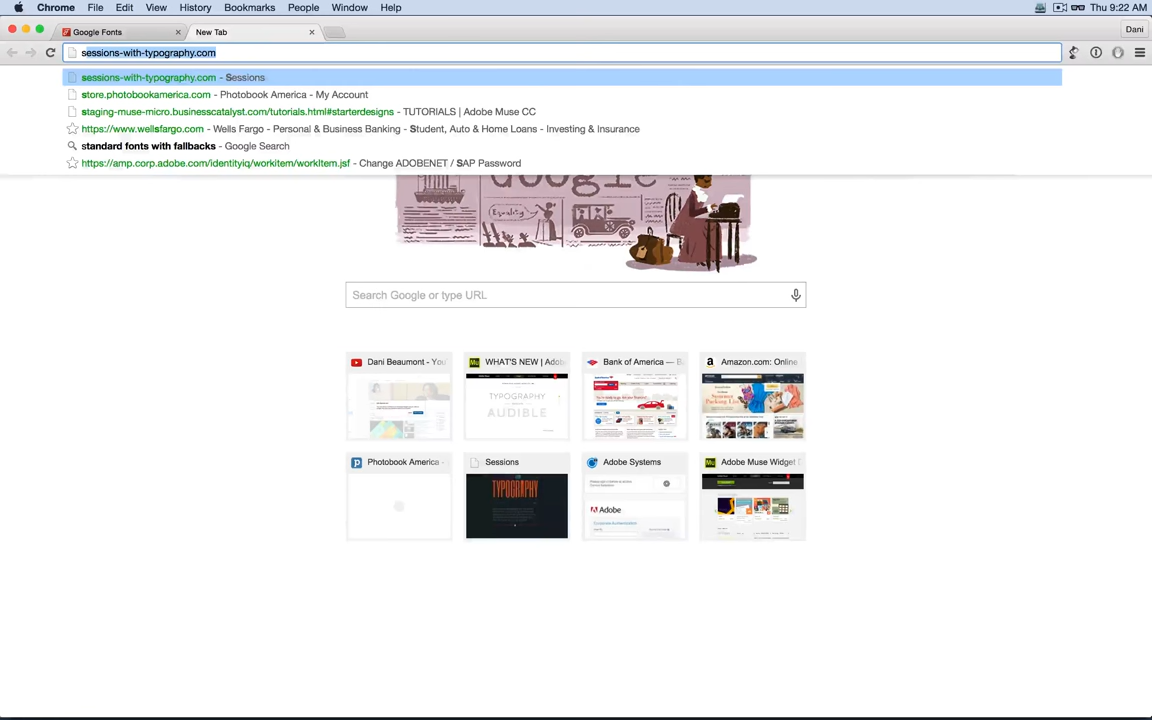 Chrome File Edit View History Bookmarks People Window Help Thu 9:22 AM
Google Fonts New Tab Dani
sessions-with-typography.com
sessions-with-typography.com - Sessions
store.photobookamerica.com - Photobook America - My Account
staging-muse-micro.businesscatalyst.com/tutorials.html#starterdesigns - TUTORIALS | Adobe Muse CC
https://www.wellsfargo.com - Wells Fargo - Personal & Business Banking - Student, Auto & Home Loans - Investing & Insurance
standard fonts with fallbacks - Google Search
https://amp.corp.adobe.com/identityiq/workitem/workItem.jsf - Change ADOBENET / SAP Password
Google
Equality
Search Google or type URL
Dani Beaumont - You WHAT'S NEW | Adob Bank of America — B Amazon.com: Online
TYPOGRAPHY
AUDIBLE
Photobook America - Sessions Adobe Systems Adobe Muse Widget D
TYPOGRAPHY
Adobe